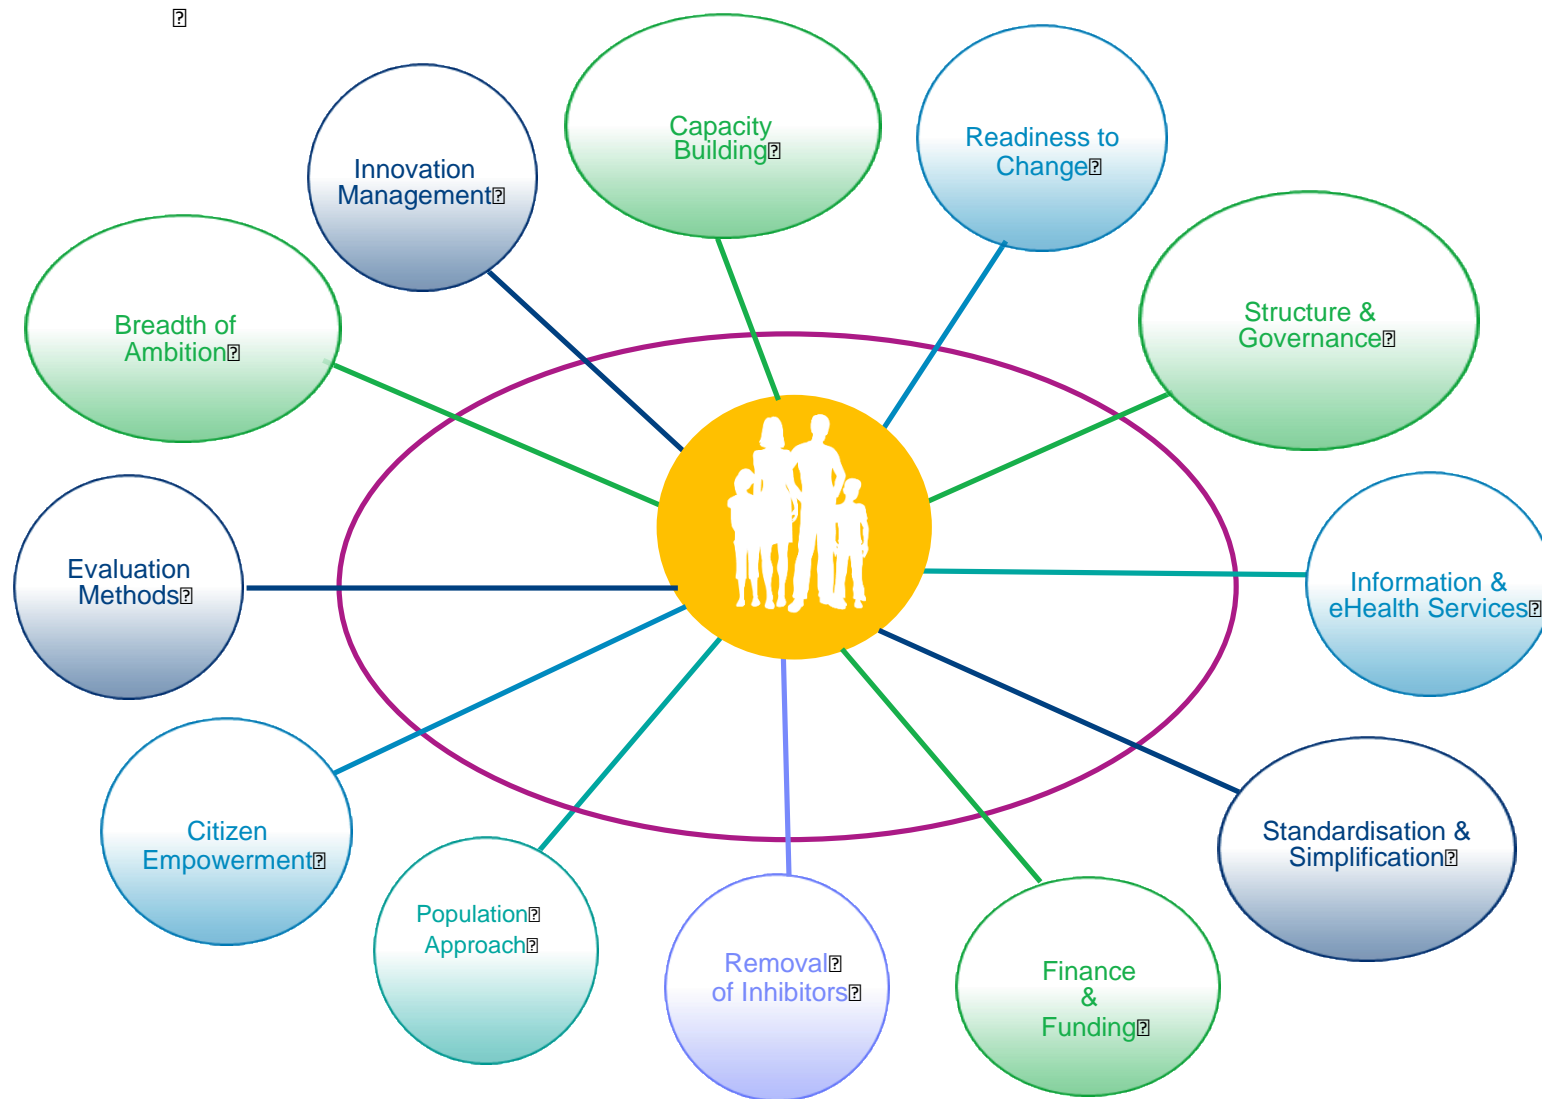 Capacity
Building
Readiness to
Change
Innovation
Management
Structure &
Governance
Breadth of
Ambition
Evaluation
Methods
Information &
eHealth Services
Citizen
Empowerment
Standardisation &
Simplification
Population
Approach
Removal
of Inhibitors
Finance
&
Funding